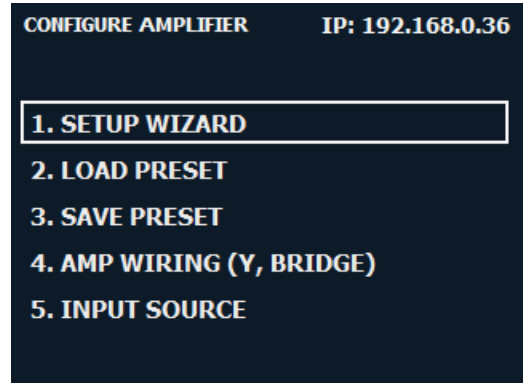 CONFIGURE AMPLIFIER IP: 192.168.0.36
1. SETUP WIZARD
2. LOAD PRESET
3. SAVE PRESET
4. AMP WIRING (Y, BRIDGE)
5. INPUT SOURCE